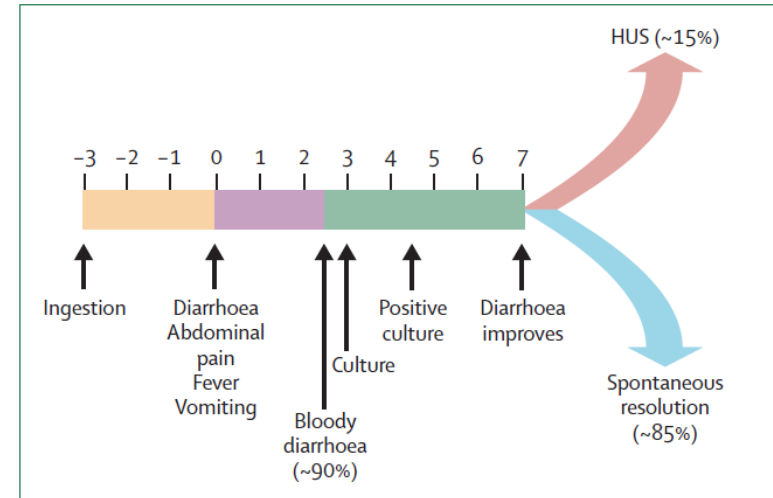 HUS (~15%)
–3 –2 –1 0 1 2 3 4 5 6 7
Ingestion
Diarrhoea
Abdominal
pain
Fever
Vomiting
Bloody
diarrhoea
(~90%)
Culture
Positive
culture
Diarrhoea
improves
Spontaneous
resolution
(~85%)